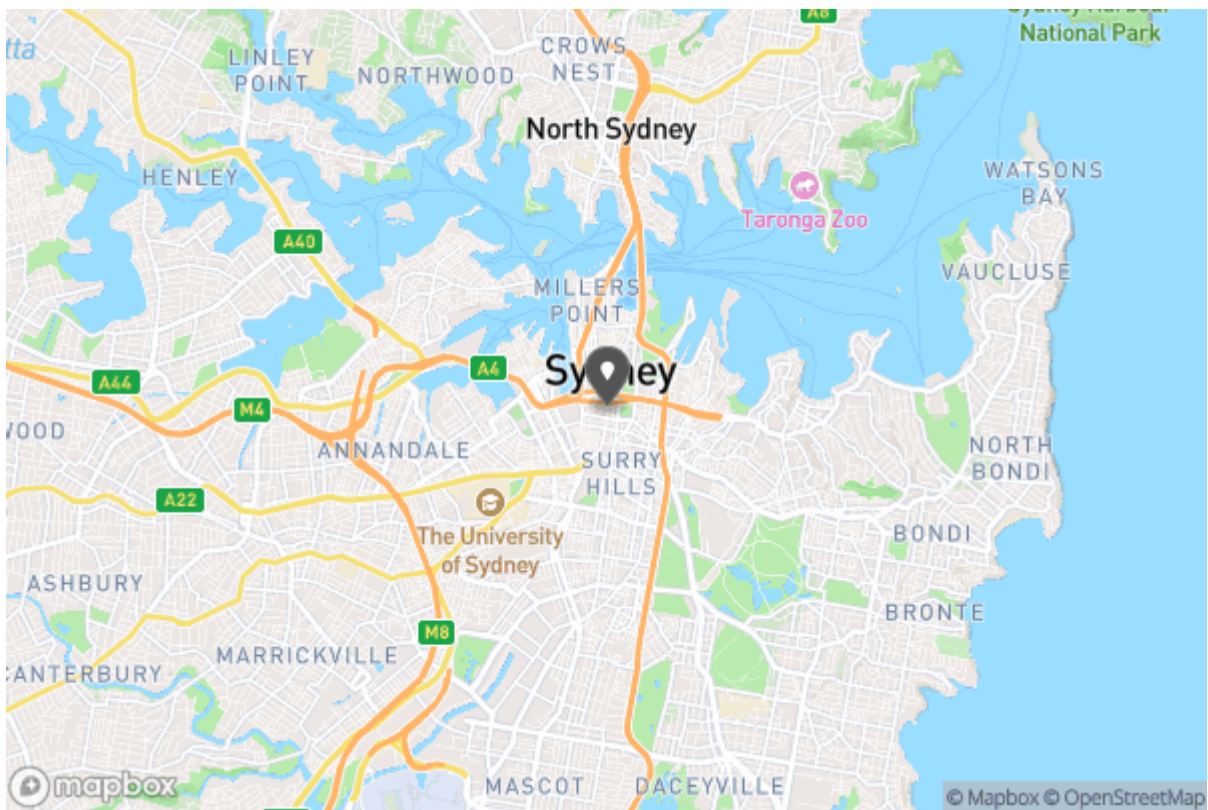 A8
Sydney Harbour
National Park
CROWS
NEST
LINLEY
POINT
NORTHWOOD
North Sydney
HENLEY
WATSONS
BAY
Taronga Zoo
A40
VAUCLUSE
MILLERS
POINT
A4
Sydney
A44
M4
ANNANDALE
SURRY
HILLS
NORTH
BONDI
A22
The University
of Sydney
BONDI
ASHBURY
BRONTE
M8
MARRICKVILLE
CANTERBURY
MASCOT
DACEYVILLE
mapbox
© Mapbox © OpenStreetMap